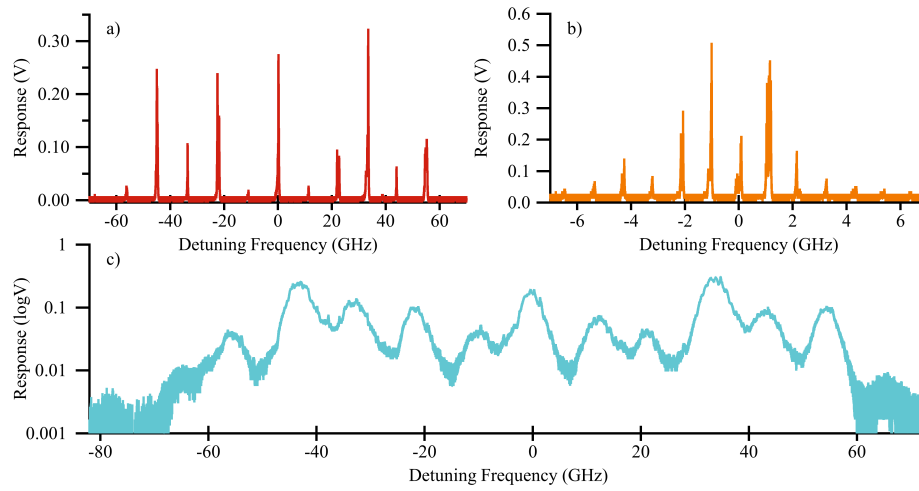 a)
Response (V)
0.30
0.20
0.10
0.00
-60 -40 -20 0 20 40 60
Detuning Frequency (GHz)
b)
Response (V)
0.6
0.5
0.4
0.3
0.2
0.1
0.0
-6 -4 -2 0 2 4 6
Detuning Frequency (GHz)
c)
Response (logV)
1
0.1
0.01
0.001
-80 -60 -40 -20 0 20 40 60
Detuning Frequency (GHz)